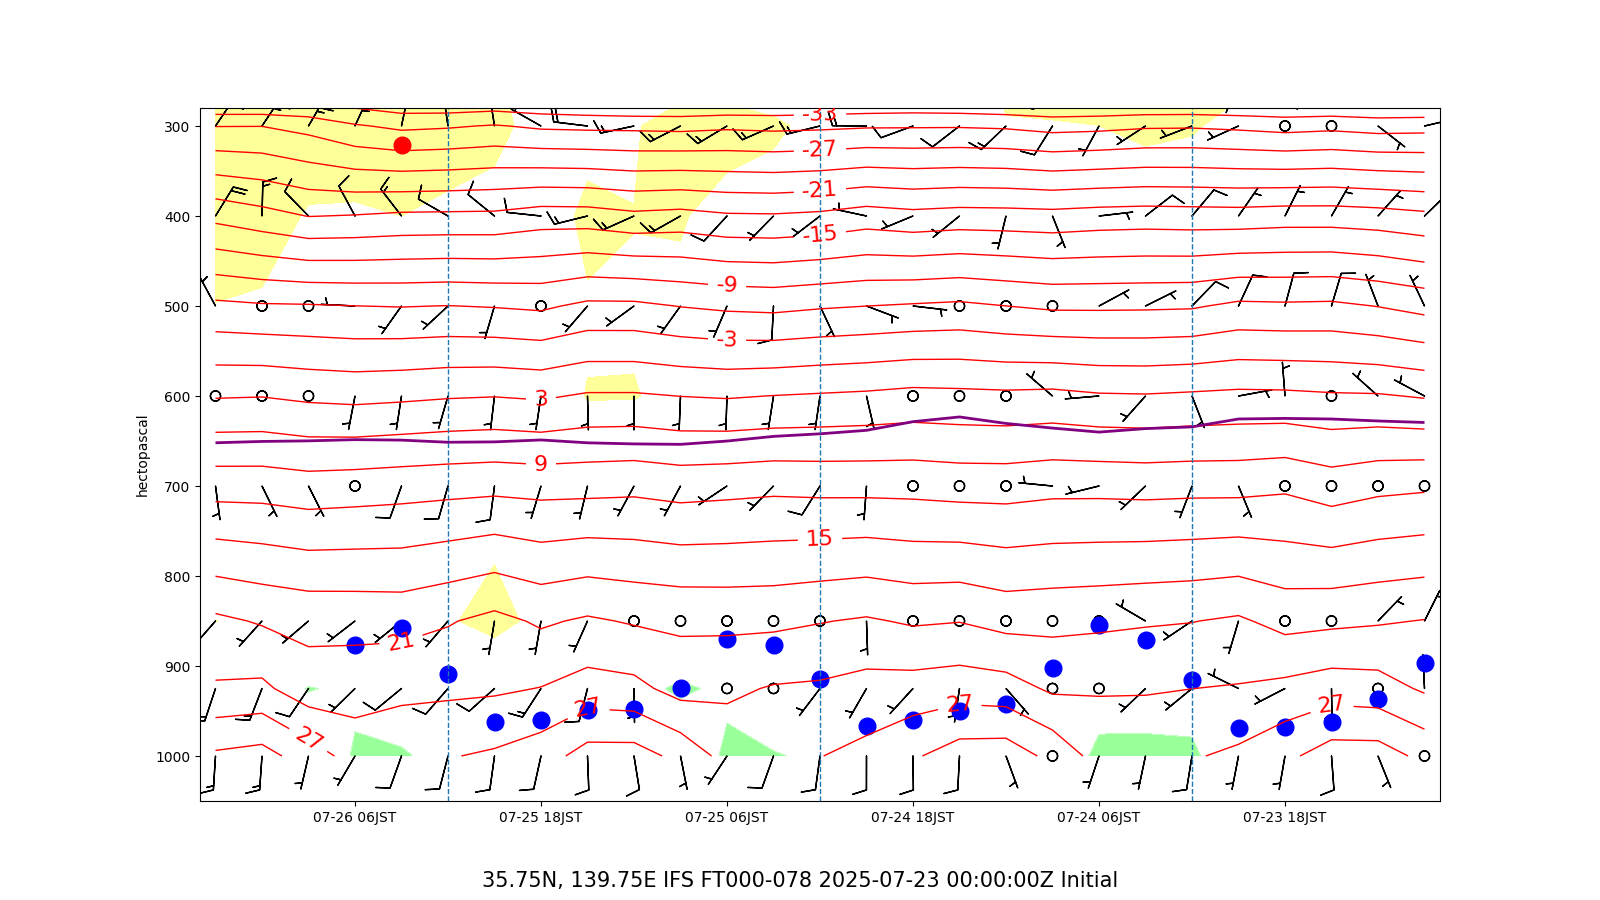 -33
300
-27
-21
400
-15
-9
500
-3
600
3
hectopascal
9
700
15
800
21
900
27
27
27
27
1000
07-26 06JST
07-25 18JST
07-25 06JST
07-24 18JST
07-24 06JST
07-23 18JST
35.75N, 139.75E IFS FT000-078 2025-07-23 00:00:00Z Initial